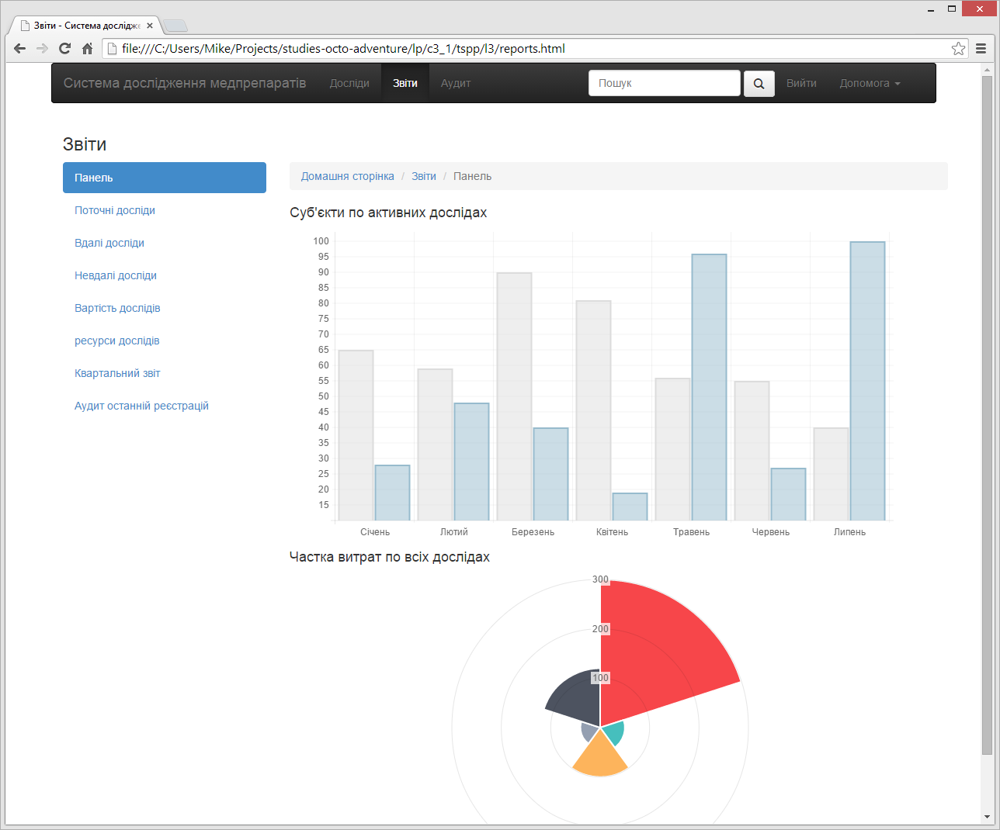 Звіти - Система дослідже
file:///C:/Users/Mike/Projects/studies-octo-adventure/lp/c3_1/tspp/l3/reports.html
Система дослідження медпрепаратів Досліди Звіти Аудит Пошук Вийти Допомога
Звіти
Панель
Поточні досліди
Вдалі досліди
Невдалі досліди
Вартість дослідів
ресурси дослідів
Квартальний звіт
Аудит останній реєстрацій
Домашня сторінка / Звіти / Панель
Суб'єкти по активних дослідах
100
95
90
85
80
75
70
65
60
55
50
45
40
35
30
25
20
15
Січень Лютий Березень Квітень Травень Червень Липень
Частка витрат по всіх дослідах
300
200
100